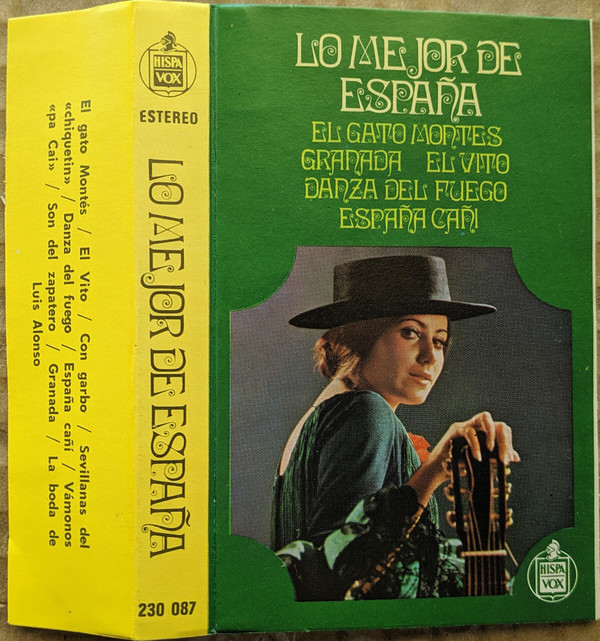 El gato Montés / El Vito / Con garbo / Sevillanas del
«chiquetin» / Danza del fuego / España cañí / Vámonos
«pa Cai» / Son del zapatero / Granada / La boda de
Luis Alonso
HISPA
VOX
ESTEREO
LO MEJOR DE ESPAÑA
230 087
LO MEJOR DE
ESPAÑA
EL GATO MONTES
GRANADA EL VITO
DANZA DEL FUEGO
ESPAÑA CAÑI
HISPA
VOX